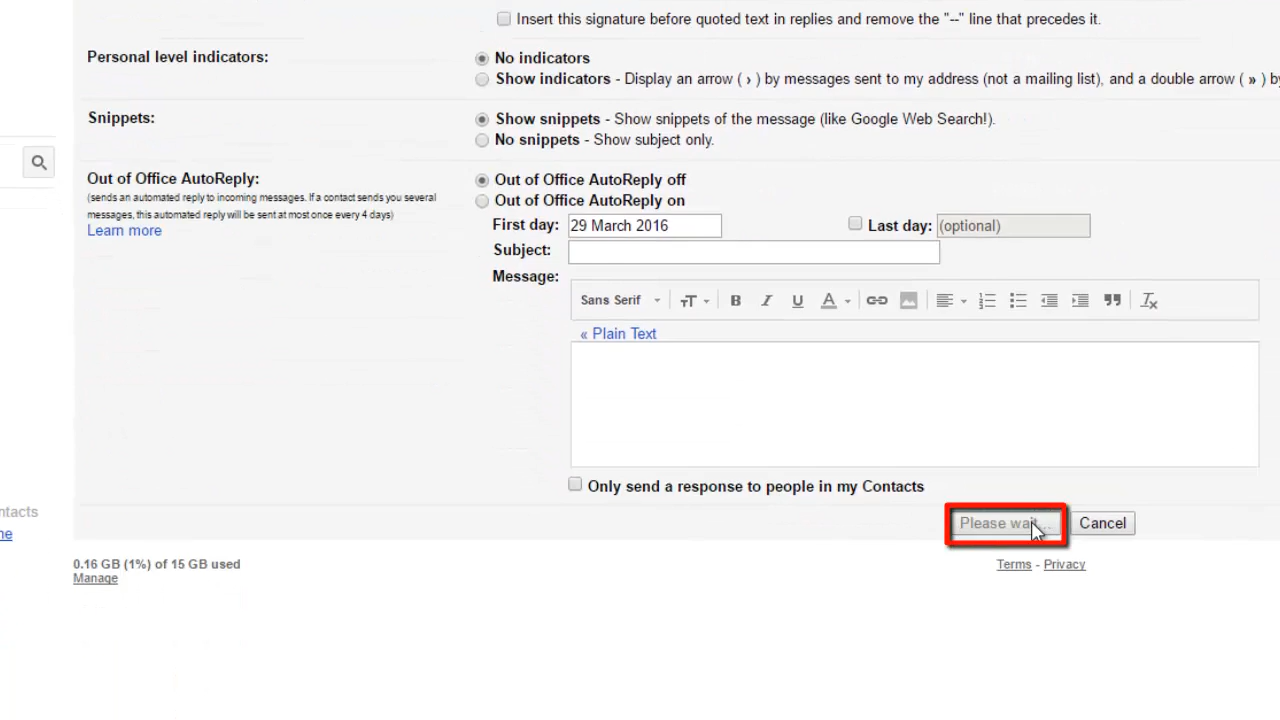 Insert this signature before quoted text in replies and remove the "--" line that precedes it.
Personal level indicators:
No indicators
Show indicators - Display an arrow ( › ) by messages sent to my address (not a mailing list), and a double arrow ( » ) by
Snippets:
Show snippets - Show snippets of the message (like Google Web Search!).
No snippets - Show subject only.
Out of Office AutoReply:
(sends an automated reply to incoming messages. If a contact sends you several
messages, this automated reply will be sent at most once every 4 days)
Learn more
Out of Office AutoReply off
Out of Office AutoReply on
First day: 29 March 2016 Last day: (optional)
Subject:
Message:
Sans Serif
« Plain Text
Only send a response to people in my Contacts
ntacts
ne
Please wait... Cancel
0.16 GB (1%) of 15 GB used
Manage
Terms - Privacy